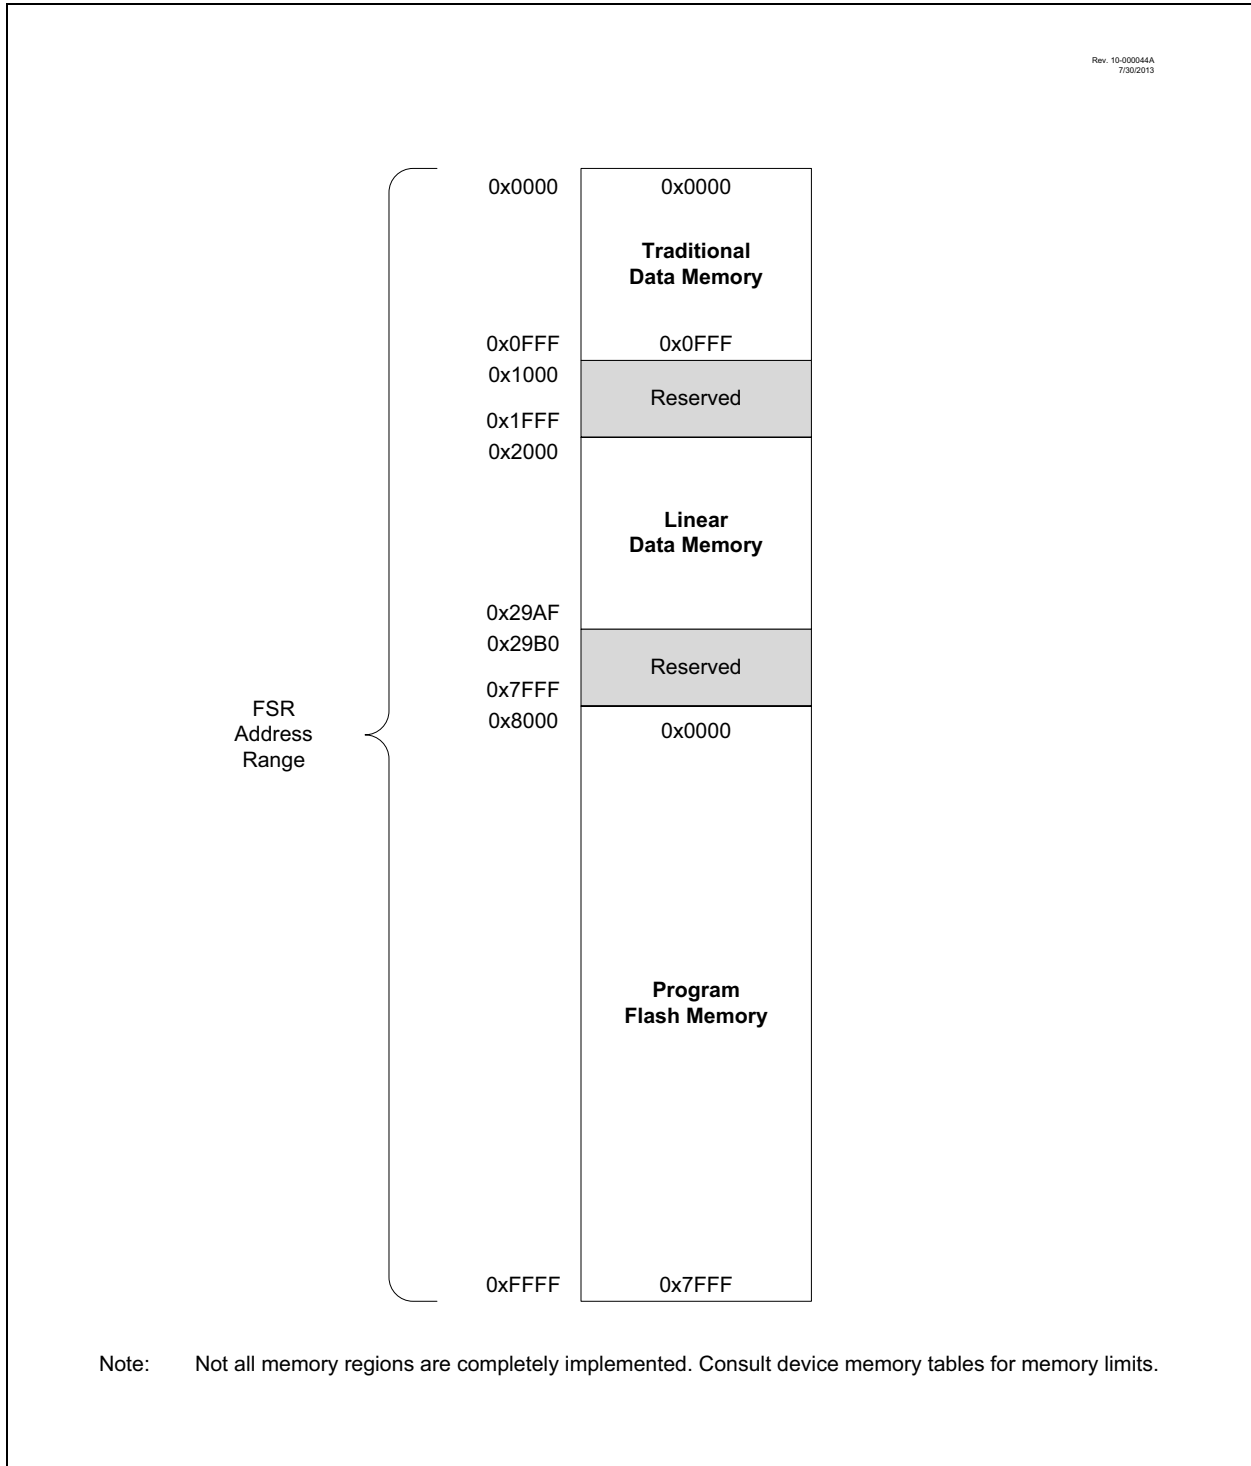 Rev. 10-000044A
7/30/2013
0x0000 0x0000
Traditional
Data Memory
0x0FFF 0x0FFF
0x1000
Reserved
0x1FFF
0x2000
Linear
Data Memory
0x29AF
0x29B0
Reserved
0x7FFF
0x8000 0x0000
FSR
Address
Range
Program
Flash Memory
0xFFFF 0x7FFF
Note: Not all memory regions are completely implemented. Consult device memory tables for memory limits.